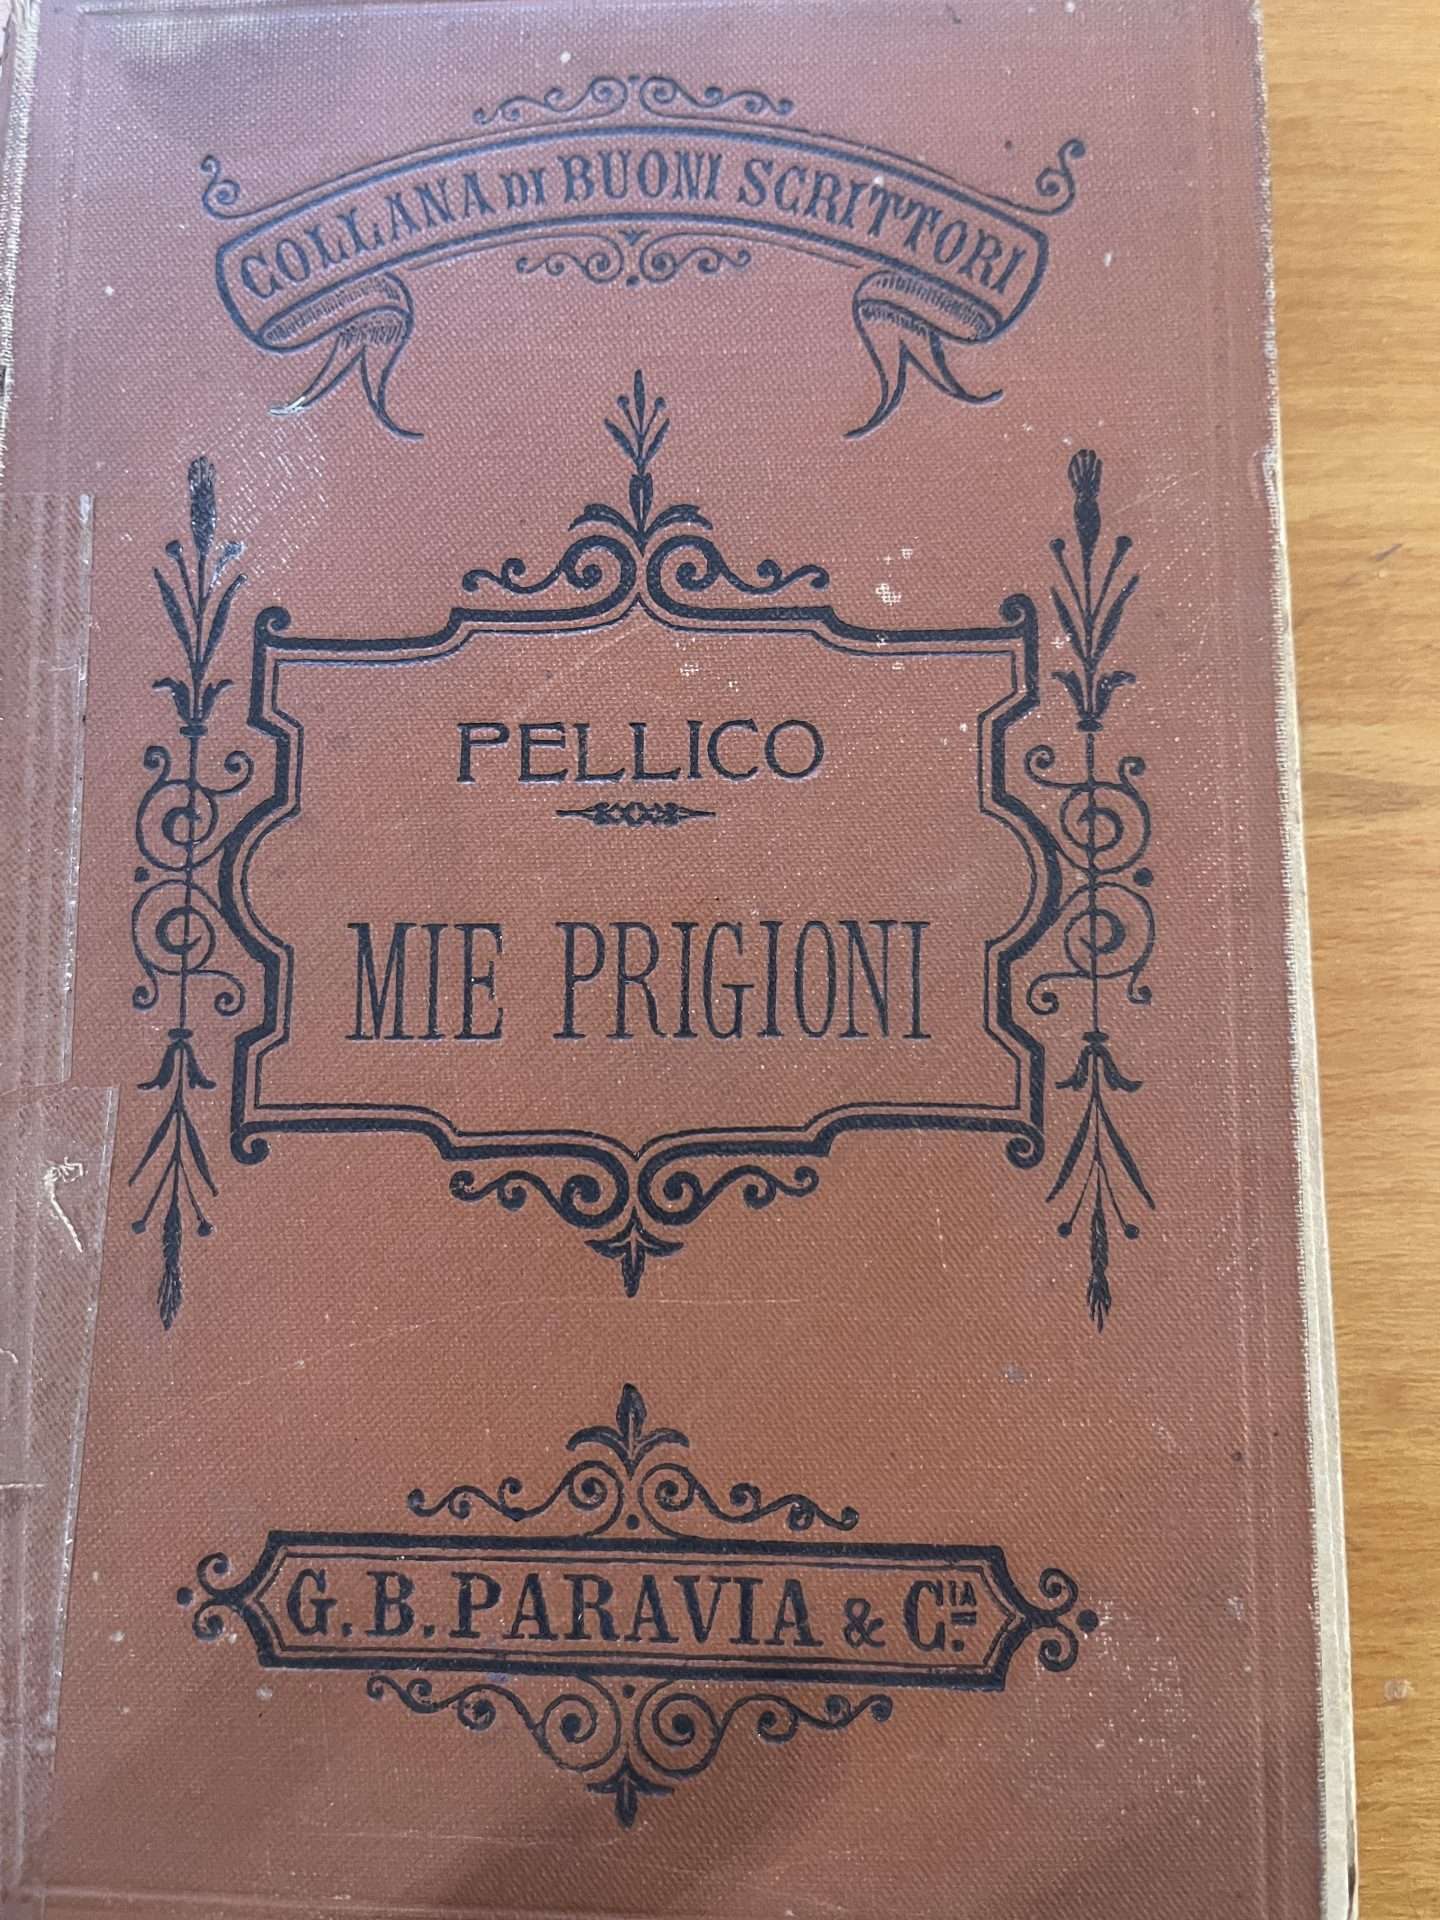 COLLANA DI BUONI SCRITTORI
PELLICO
MIE PRIGIONI
G. B. PARAVIA & C.IA